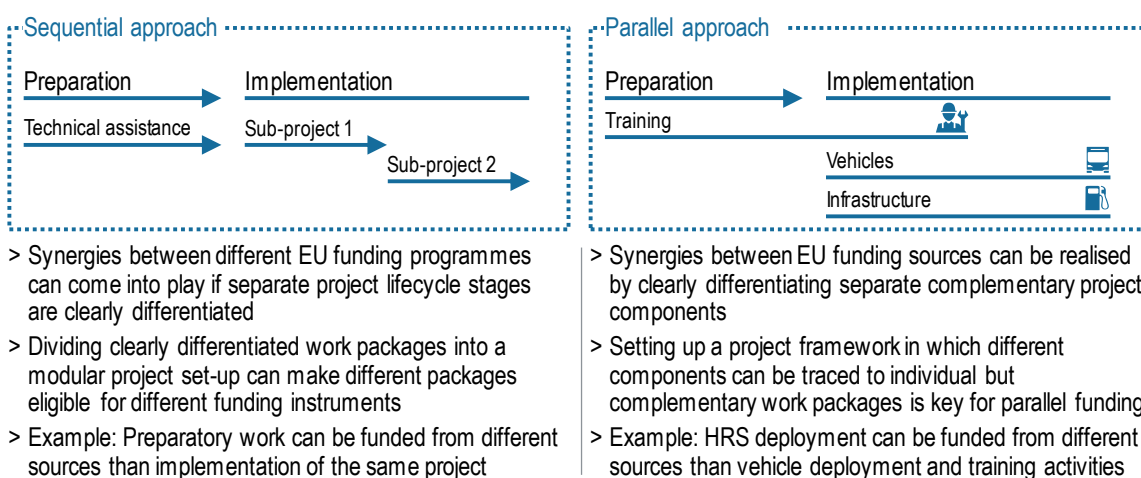 Sequential approach
Preparation
Implementation
Technical assistance
Sub-project 1
Sub-project 2
> Synergies between different EU funding programmes
can come into play if separate project lifecycle stages
are clearly differentiated
> Dividing clearly differentiated work packages into a
modular project set-up can make different packages
eligible for different funding instruments
> Example: Preparatory work can be funded from different
sources than implementation of the same project
Parallel approach
Preparation
Implementation
Training
Vehicles
Infrastructure
> Synergies between EU funding sources can be realised
by clearly differentiating separate complementary project
components
> Setting up a project framework in which different
components can be traced to individual but
complementary work packages is key for parallel funding
> Example: HRS deployment can be funded from different
sources than vehicle deployment and training activities